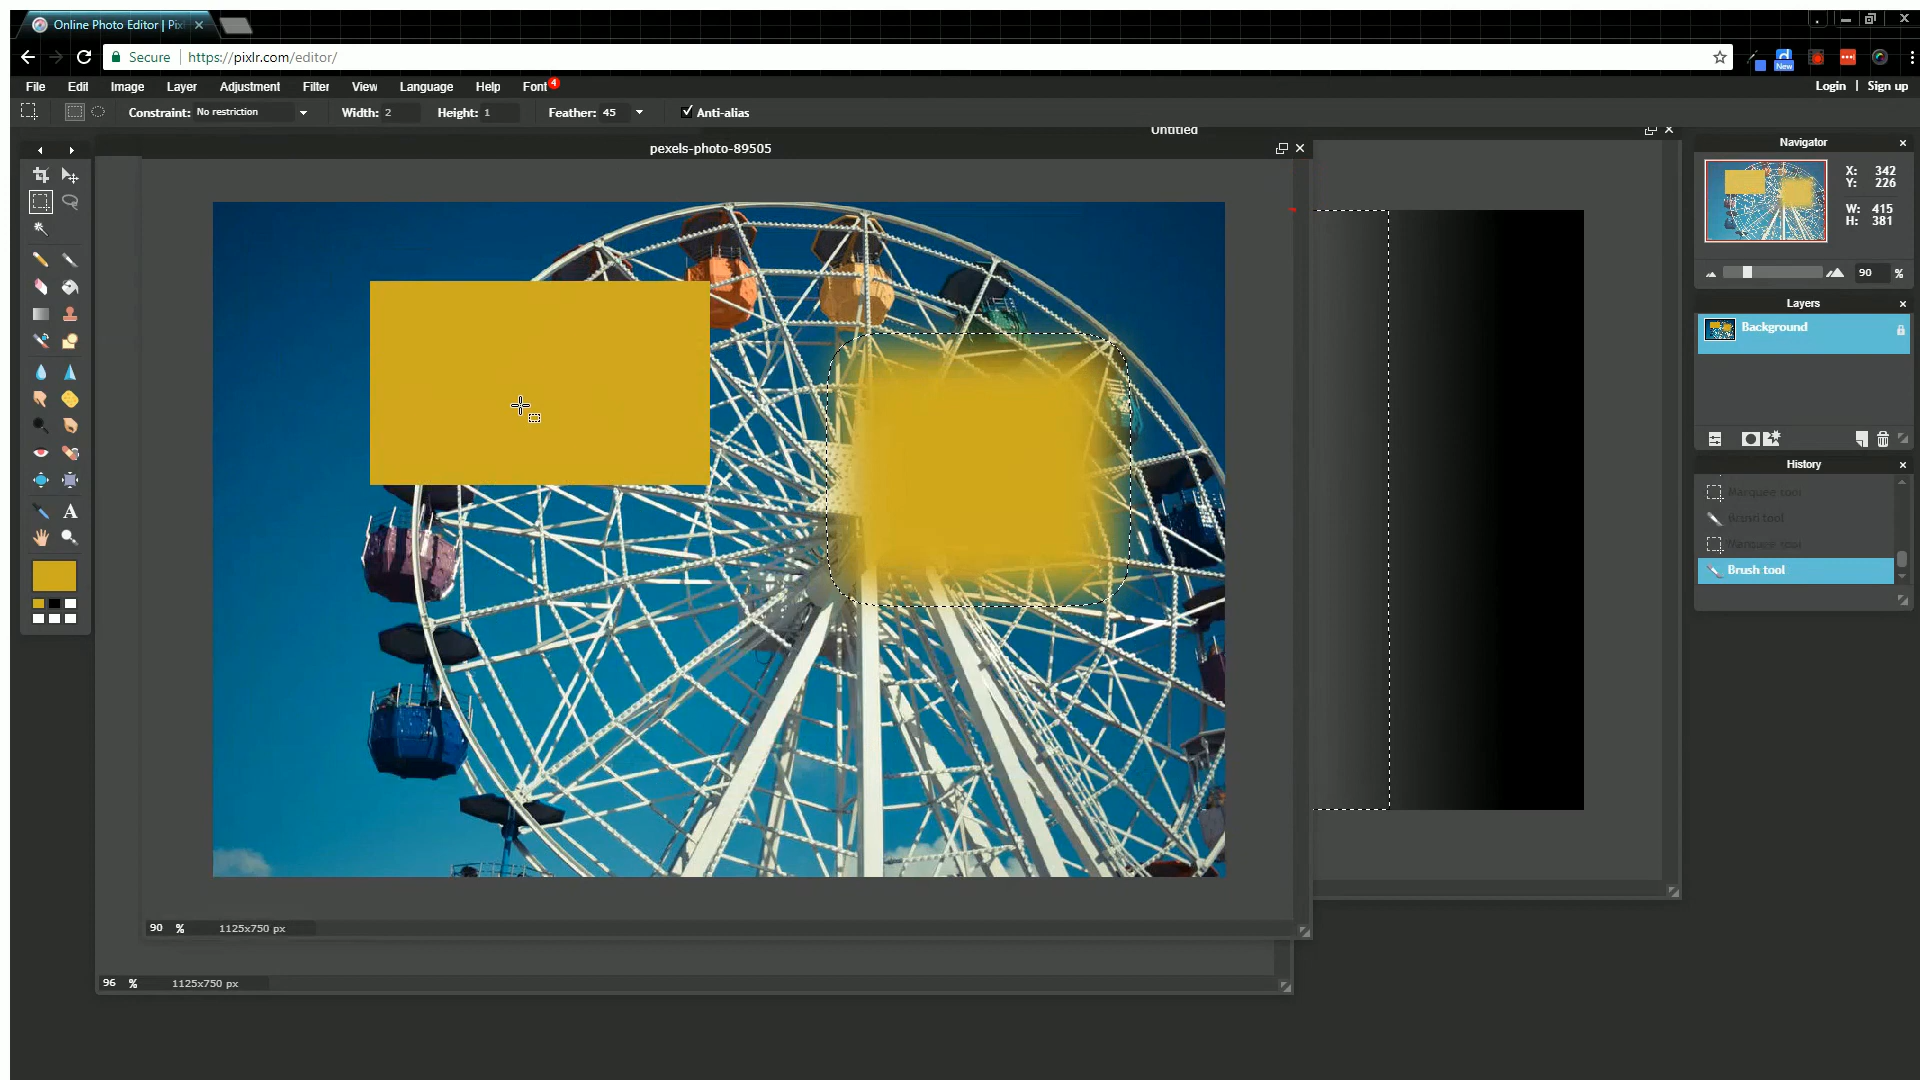 Online Photo Editor | Pix
Secure https://pixlr.com/editor/
New
File Edit Image Layer Adjustment Filter View Language Help Font 4
Login | Sign up
Constraint: No restriction Width: 2 Height: 1 Feather: 45 Anti-alias
Untitled
pexels-photo-89505
Navigator
X: 342
Y: 226
W: 415
H: 381
90 %
Layers
Background
History
Marquee tool
Brush tool
Marquee tool
Brush tool
A
90 % 1125x750 px
96 % 1125x750 px